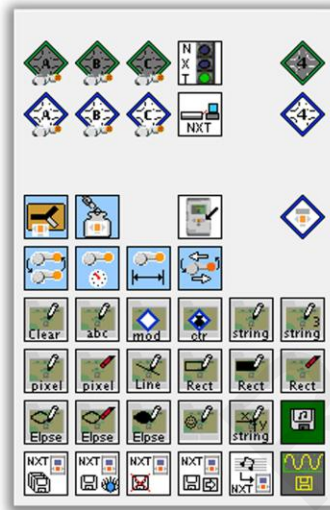 A B C N X T 4
A B C NXT 4
Clear abc mod ctr string string 3
pixel pixel Line Rect Rect Rect
Elpse Elpse Elpse string x y
NXT NXT NXT NXT NXT